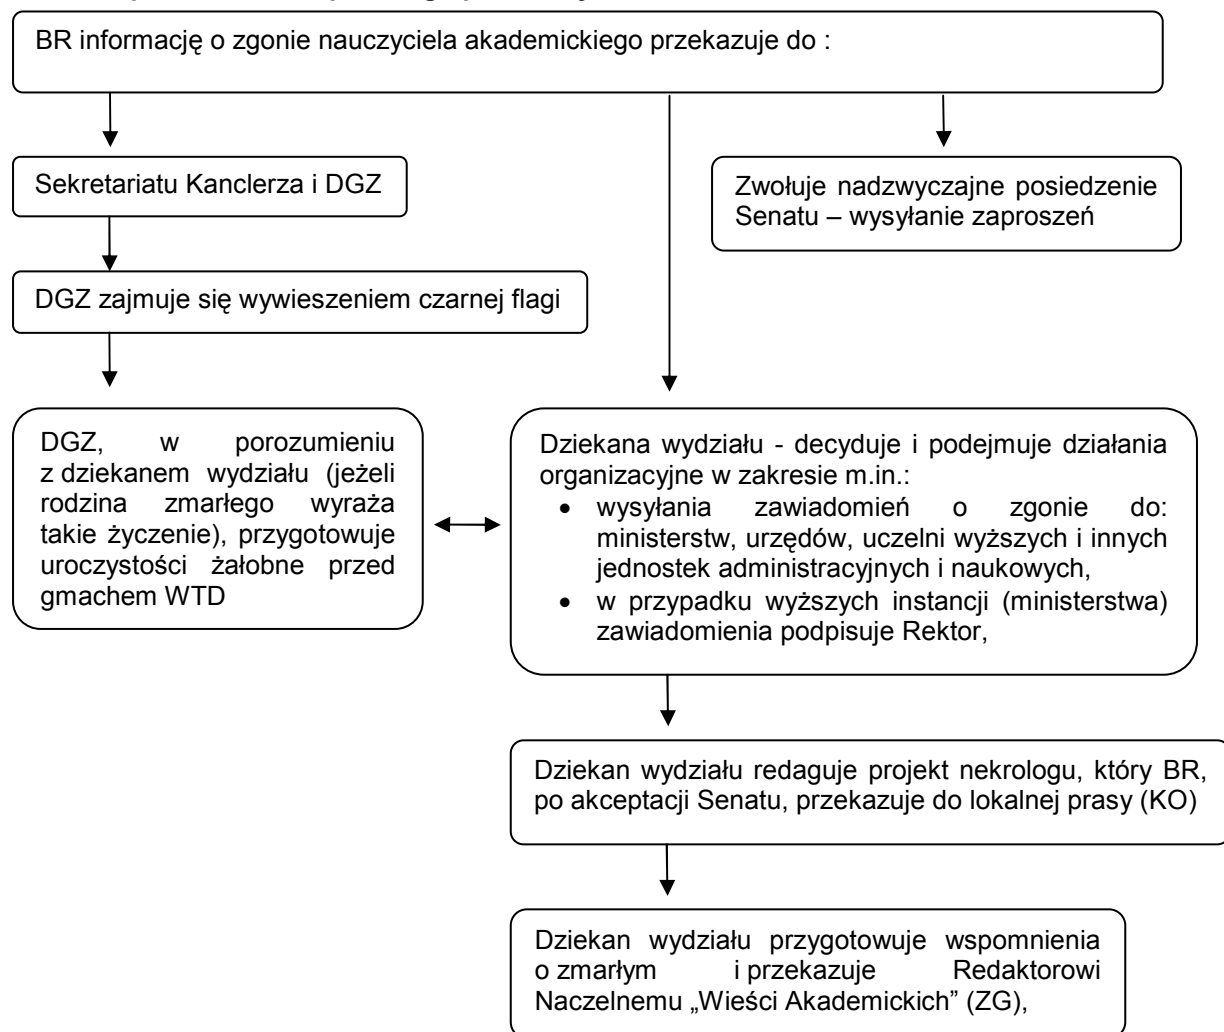 BR informację o zgonie nauczyciela akademickiego przekazuje do :
Sekretariatu Kanclerza i DGZ
Zwołuje nadzwyczajne posiedzenie
Senatu – wysyłanie zaproszeń
DGZ zajmuje się wywieszeniem czarnej flagi
DGZ, w porozumieniu
z dziekanem wydziału (jeżeli
rodzina zmarłego wyraża
takie życzenie), przygotowuje
uroczystości żałobne przed
gmachem WTD
Dziekana wydziału - decyduje i podejmuje działania
organizacyjne w zakresie m.in.:
• wysyłania zawiadomień o zgonie do:
ministerstw, urzędów, uczelni wyższych i innych
jednostek administracyjnych i naukowych,
• w przypadku wyższych instancji (ministerstwa)
zawiadomienia podpisuje Rektor,
Dziekan wydziału redaguje projekt nekrologu, który BR,
po akceptacji Senatu, przekazuje do lokalnej prasy (KO)
Dziekan wydziału przygotowuje wspomnienia
o zmarłym i przekazuje Redaktorowi
Naczelnemu „Wieści Akademickich” (ZG),